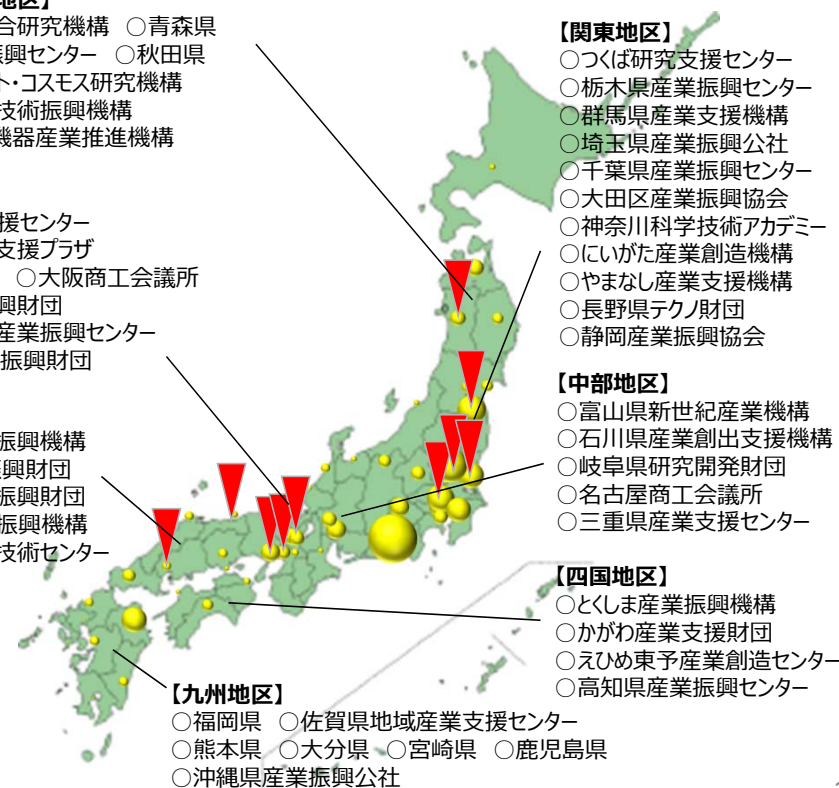 地区】
合研究機構 ○青森県
振興センター ○秋田県
ト・コスモス研究機構
技術振興機構
機器産業推進機構
援センター
支援プラザ
○大阪商工会議所
興財団
産業振興センター
振興財団
振興機構
興財団
振興財団
振興機構
技術センター
【関東地区】
○つくば研究支援センター
○栃木県産業振興センター
○群馬県産業支援機構
○埼玉県産業振興公社
○千葉県産業振興センター
○大田区産業振興協会
○神奈川科学技術アカデミー
○にいがた産業創造機構
○やまなし産業支援機構
○長野県テクノ財団
○静岡産業振興協会
【中部地区】
○富山県新世紀産業機構
○石川県産業創出支援機構
○岐阜県研究開発財団
○名古屋商工会議所
○三重県産業支援センター
【四国地区】
○とくしま産業振興機構
○かがわ産業支援財団
○えひめ東予産業創造センター
○高知県産業振興センター
【九州地区】
○福岡県 ○佐賀県地域産業支援センター
○熊本県 ○大分県 ○宮崎県 ○鹿児島県
○沖縄県産業振興公社